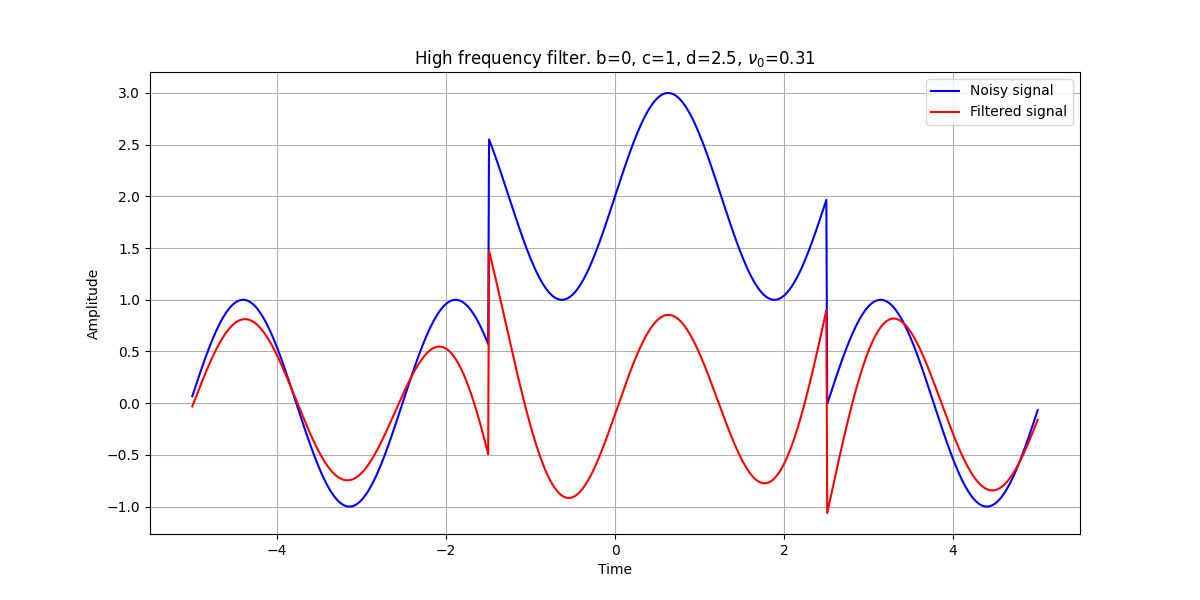 High frequency filter. b=0, c=1, d=2.5, ν₀=0.31
Noisy signal
Filtered signal
3.0
2.5
2.0
1.5
1.0
0.5
0.0
−0.5
−1.0
Amplitude
−4
−2
0
2
4
Time